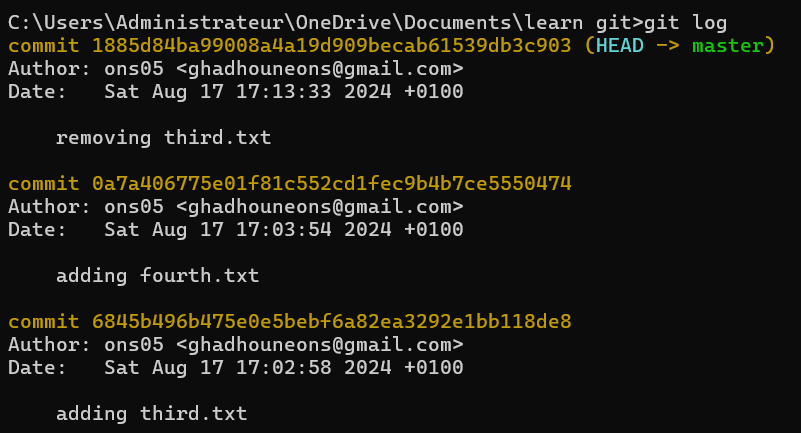 C:\Users\Administrateur\OneDrive\Documents\learn git>git log
commit 1885d84ba99008a4a19d909becab61539db3c903 (HEAD -> master)
Author: ons05 <ghadhouneons@gmail.com>
Date:   Sat Aug 17 17:13:33 2024 +0100
    removing third.txt
commit 0a7a406775e01f81c552cd1fec9b4b7ce5550474
Author: ons05 <ghadhouneons@gmail.com>
Date:   Sat Aug 17 17:03:54 2024 +0100
    adding fourth.txt
commit 6845b496b475e0e5bebf6a82ea3292e1bb118de8
Author: ons05 <ghadhouneons@gmail.com>
Date:   Sat Aug 17 17:02:58 2024 +0100
    adding third.txt